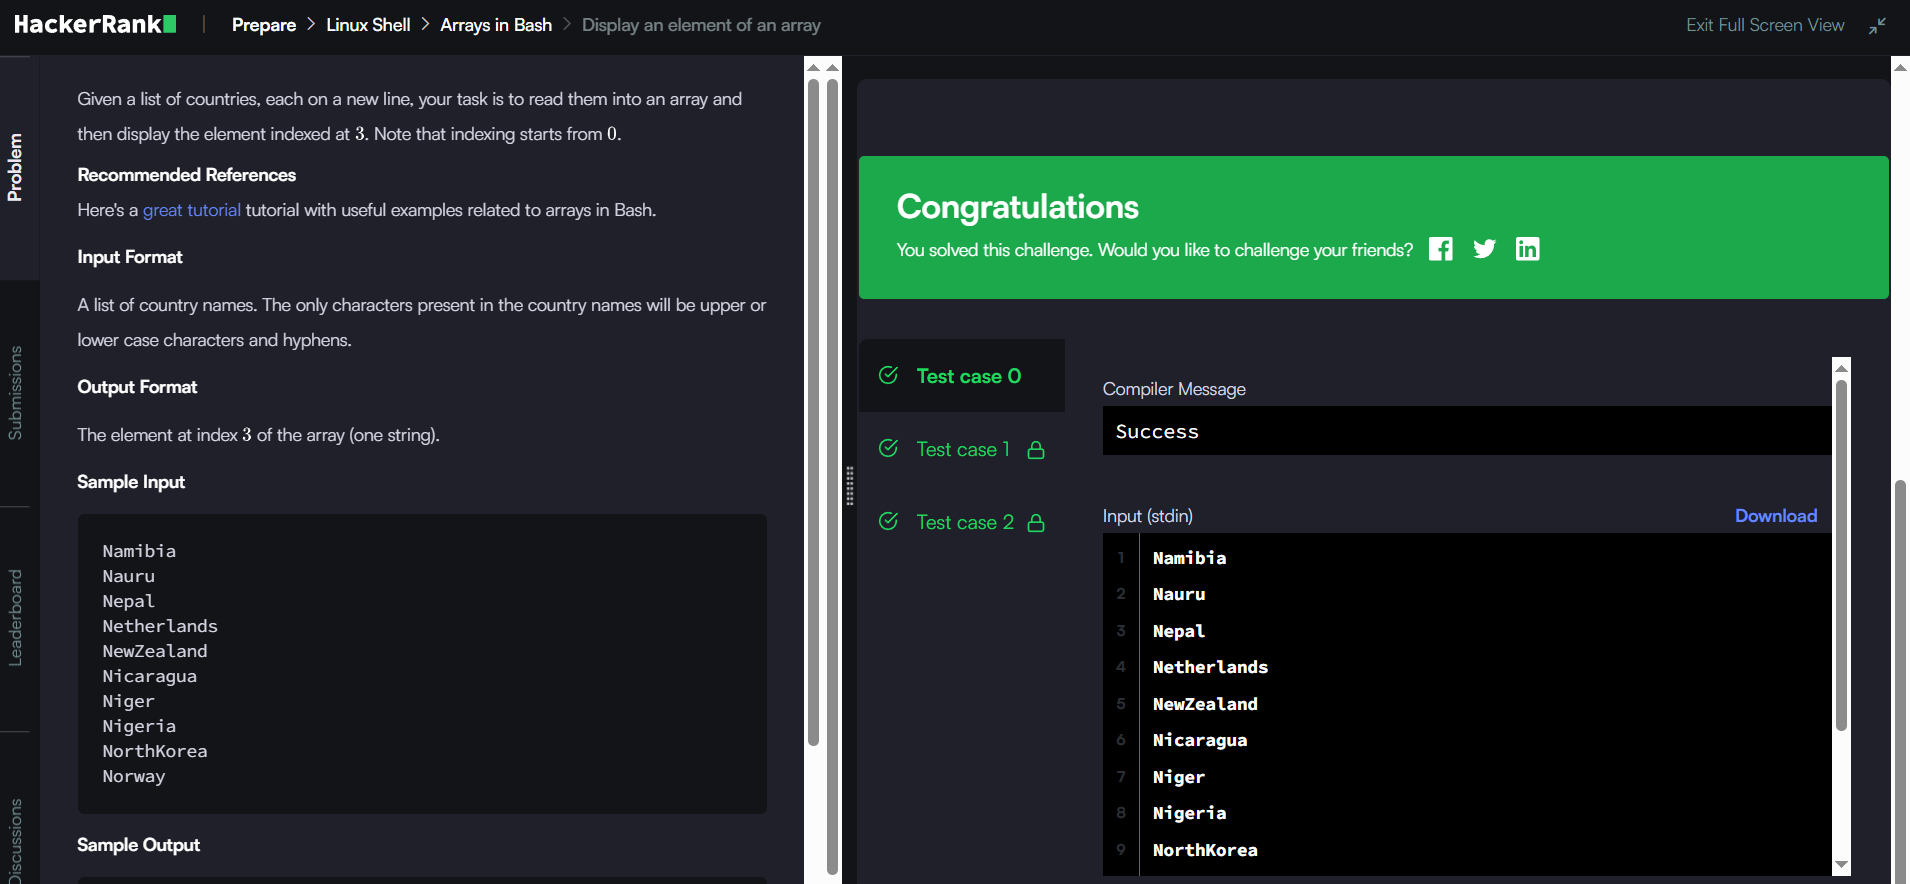 HackerRank
Prepare > Linux Shell > Arrays in Bash > Display an element of an array
Exit Full Screen View
Problem
Submissions
Leaderboard
Discussions
Given a list of countries, each on a new line, your task is to read them into an array and
then display the element indexed at 3. Note that indexing starts from 0.
Recommended References
Here's a great tutorial tutorial with useful examples related to arrays in Bash.
Input Format
A list of country names. The only characters present in the country names will be upper or
lower case characters and hyphens.
Output Format
The element at index 3 of the array (one string).
Sample Input
Namibia
Nauru
Nepal
Netherlands
NewZealand
Nicaragua
Niger
Nigeria
NorthKorea
Norway
Sample Output
Congratulations
You solved this challenge. Would you like to challenge your friends?
Test case 0
Test case 1
Test case 2
Compiler Message
Success
Input (stdin)
Download
1 Namibia
2 Nauru
3 Nepal
4 Netherlands
5 NewZealand
6 Nicaragua
7 Niger
8 Nigeria
9 NorthKorea